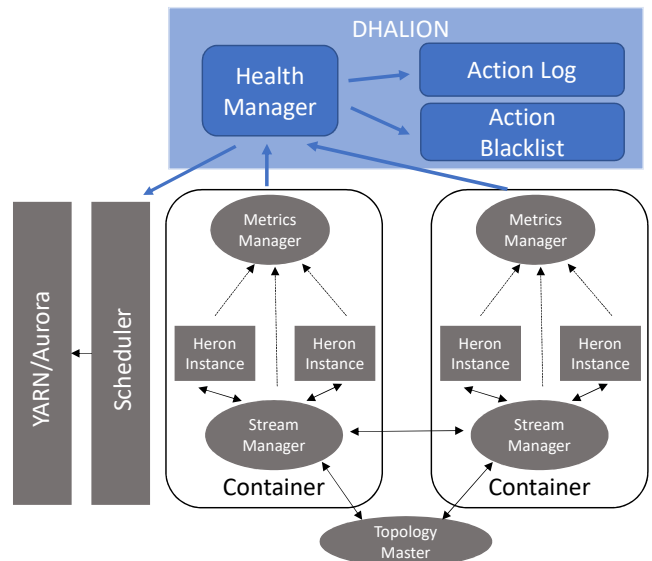 DHALION
Health
Manager
Action Log
Action
Blacklist
YARN/Aurora
Scheduler
Metrics
Manager
Heron
Instance
Heron
Instance
Stream
Manager
Container
Metrics
Manager
Heron
Instance
Heron
Instance
Stream
Manager
Container
Topology
Master